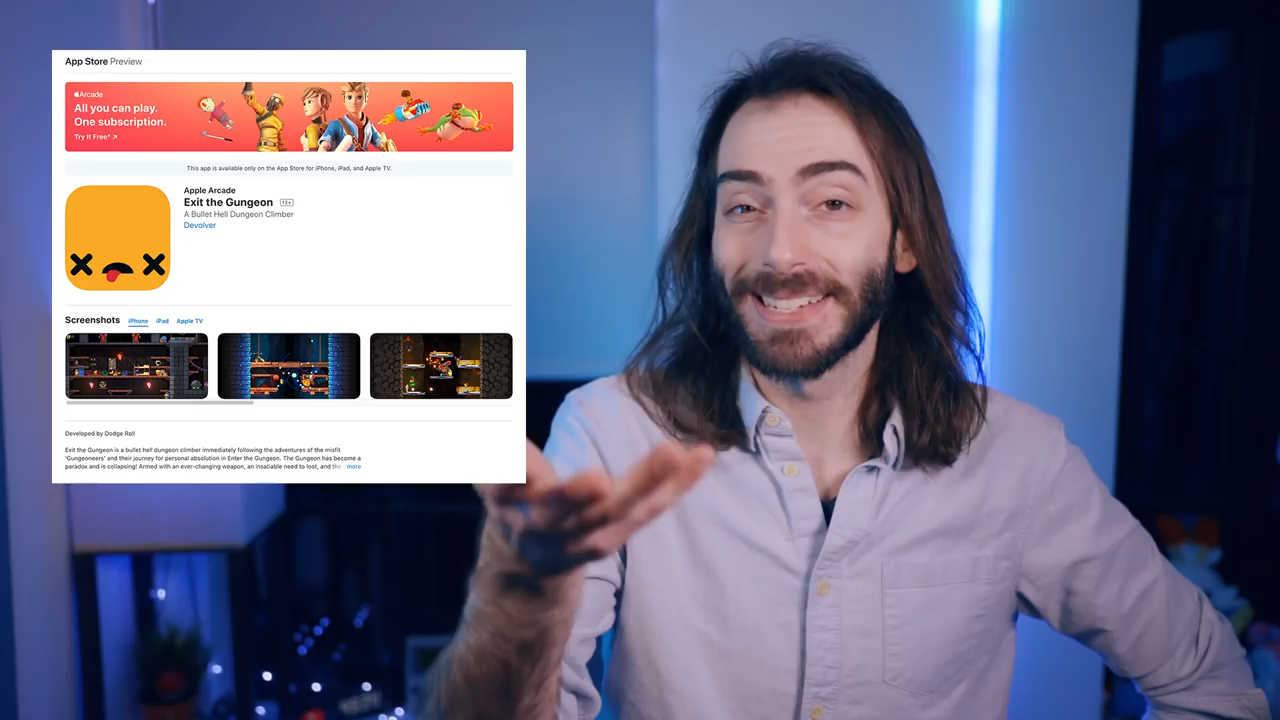 App Store Preview
Arcade
All you can play.
One subscription.
Try It Free* ↗
This app is available only on the App Store for iPhone, iPad, and Apple TV.
Apple Arcade
Exit the Gungeon 12+
A Bullet Hell Dungeon Climber
Devolver
Screenshots iPhone iPad Apple TV
Developed by Dodge Roll
Exit the Gungeon is a bullet hell dungeon climber immediately following the adventures of the misfit
'Gungeoneers' and their journey for personal absolution in Enter the Gungeon. The Gungeon has become a
paradox and is collapsing! Armed with an ever-changing weapon, an insatiable need to loot, and the more